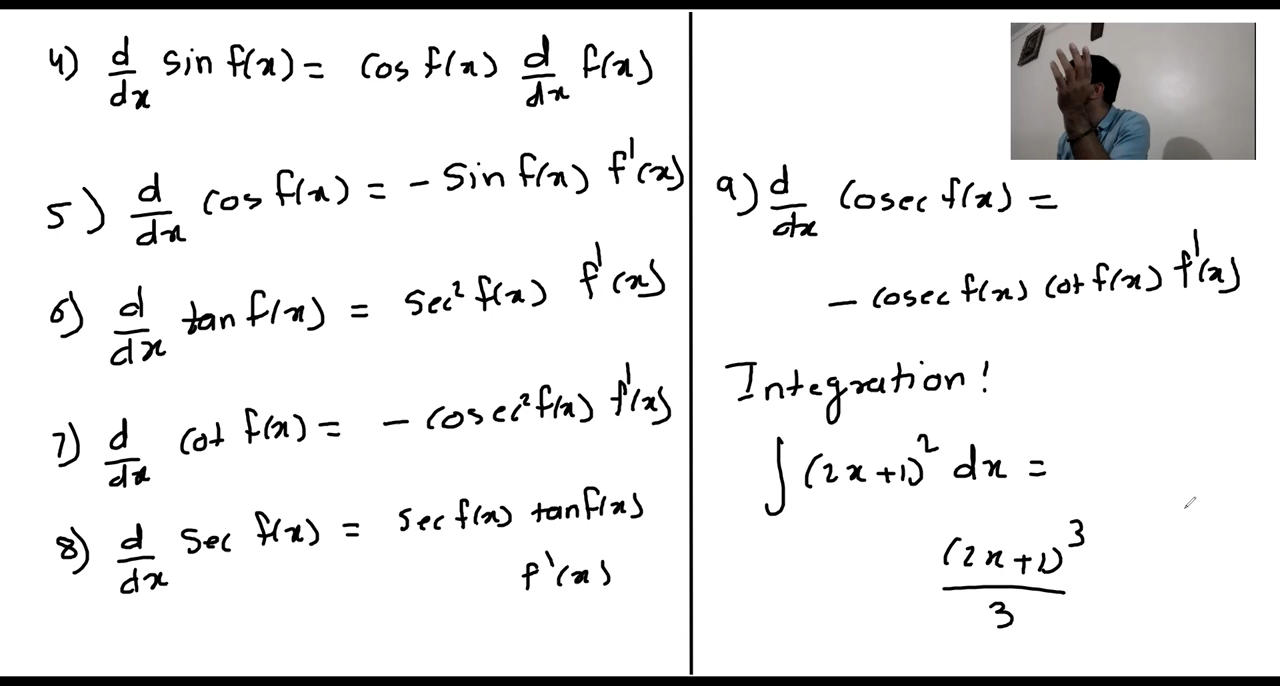 4) d/dx sin f(x) = cos f(x) d/dx f(x)
5) d/dx cos f(x) = - sin f(x) f'(x)
6) d/dx tan f(x) = sec² f(x) f'(x)
7) d/dx cot f(x) = - cosec² f(x) f'(x)
8) d/dx sec f(x) = sec f(x) tan f(x)
f'(x)
9) d/dx cosec f(x) =
- cosec f(x) cot f(x) f'(x)
Integration!
∫ (2x+1)² dx =
(2x+1)³
3